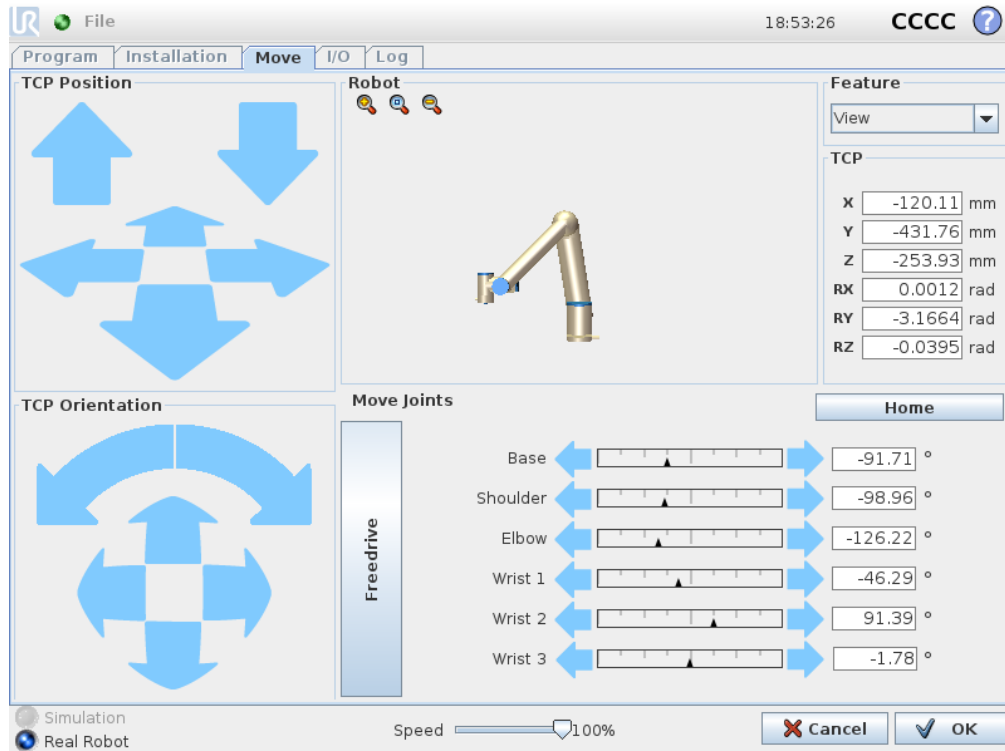 UR File 18:53:26 CCCC ?
Program Installation Move I/O Log
TCP Position
Robot
Feature
View
TCP
X -120.11 mm
Y -431.76 mm
Z -253.93 mm
RX 0.0012 rad
RY -3.1664 rad
RZ -0.0395 rad
TCP Orientation
Move Joints
Home
Freedrive
Base -91.71 °
Shoulder -98.96 °
Elbow -126.22 °
Wrist 1 -46.29 °
Wrist 2 91.39 °
Wrist 3 -1.78 °
Simulation
Real Robot
Speed 100%
Cancel OK